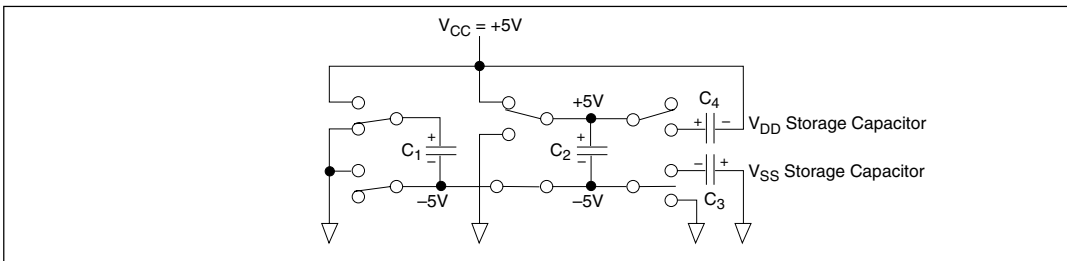 V_CC = +5V
+5V
C_4
+ −
V_DD Storage Capacitor
+
C_1
−
+
C_2
−
− +
V_SS Storage Capacitor
C_3
–5V
–5V